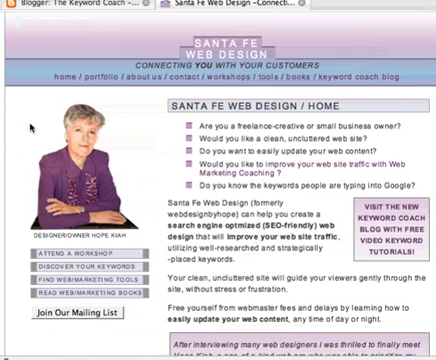 Blogger: The Keyword Coach –...
Santa Fe Web Design –Connecti...
SANTA FE
WEB DESIGN
CONNECTING YOU WITH YOUR CUSTOMERS
home / portfolio / about us / contact / workshops / tools / books / keyword coach blog
SANTA FE WEB DESIGN / HOME
Are you a freelance-creative or small business owner?
Would you like a clean, uncluttered web site?
Do you want to easily update your web content?
Would you like to improve your web site traffic with Web
Marketing Coaching ?
Do you know the keywords people are typing into Google?
DESIGNER/OWNER HOPE KIAH
ATTEND A WORKSHOP
DISCOVER YOUR KEYWORDS
FIND WEB/MARKETING TOOLS
READ WEB/MARKETING BOOKS
Join Our Mailing List
Santa Fe Web Design (formerly
webdesignbyhope) can help you create a
search engine optmized (SEO-friendly) web
design that will improve your web site traffic,
utilizing well-researched and strategically
-placed keywords.
VISIT THE NEW
KEYWORD COACH
BLOG WITH FREE
VIDEO KEYWORD
TUTORIALS!
Your clean, uncluttered site will guide your viewers gently through the
site, without stress or frustration.
Free yourself from webmaster fees and delays by learning how to
easily update your web content, any time of day or night.
After interviewing many web designers I was thrilled to finally meet